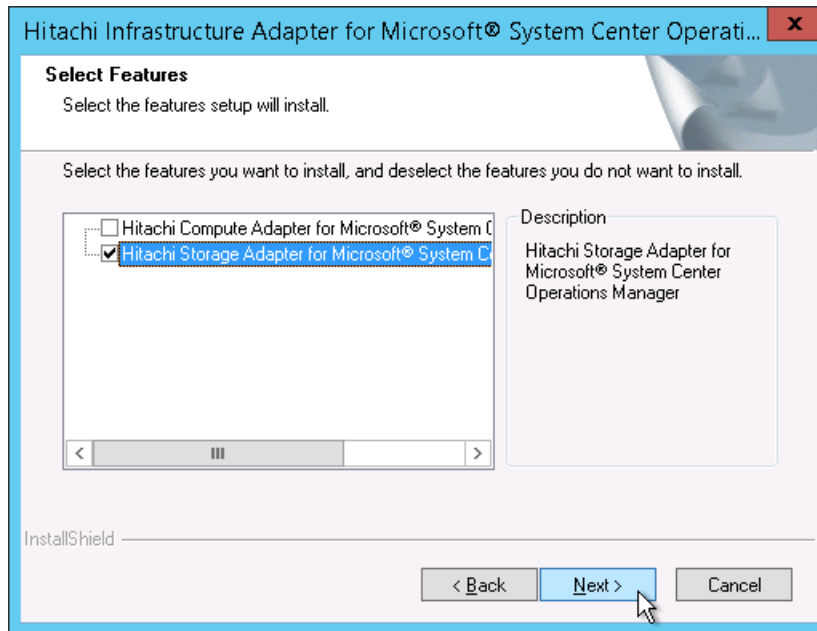 Hitachi Infrastructure Adapter for Microsoft® System Center Operati...
x
Select Features
Select the features setup will install.
Select the features you want to install, and deselect the features you do not want to install.
Hitachi Compute Adapter for Microsoft® System C
Hitachi Storage Adapter for Microsoft® System Ce
Description
Hitachi Storage Adapter for
Microsoft® System Center
Operations Manager
InstallShield
< Back
Next >
Cancel